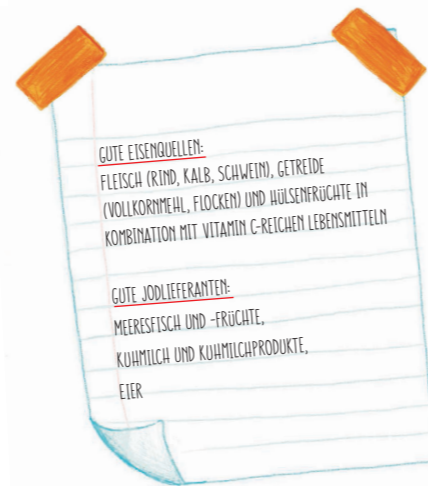 GUTE EISENQUELLEN:
FLEISCH (RIND, KALB, SCHWEIN), GETREIDE
(VOLLKORNMEHL, FLOCKEN) UND HÜLSENFRÜCHTE IN
KOMBINATION MIT VITAMIN C-REICHEN LEBENSMITTELN
GUTE JODLIEFERANTEN:
MEERESFISCH UND -FRÜCHTE,
KUHMILCH UND KUHMILCHPRODUKTE,
EIER